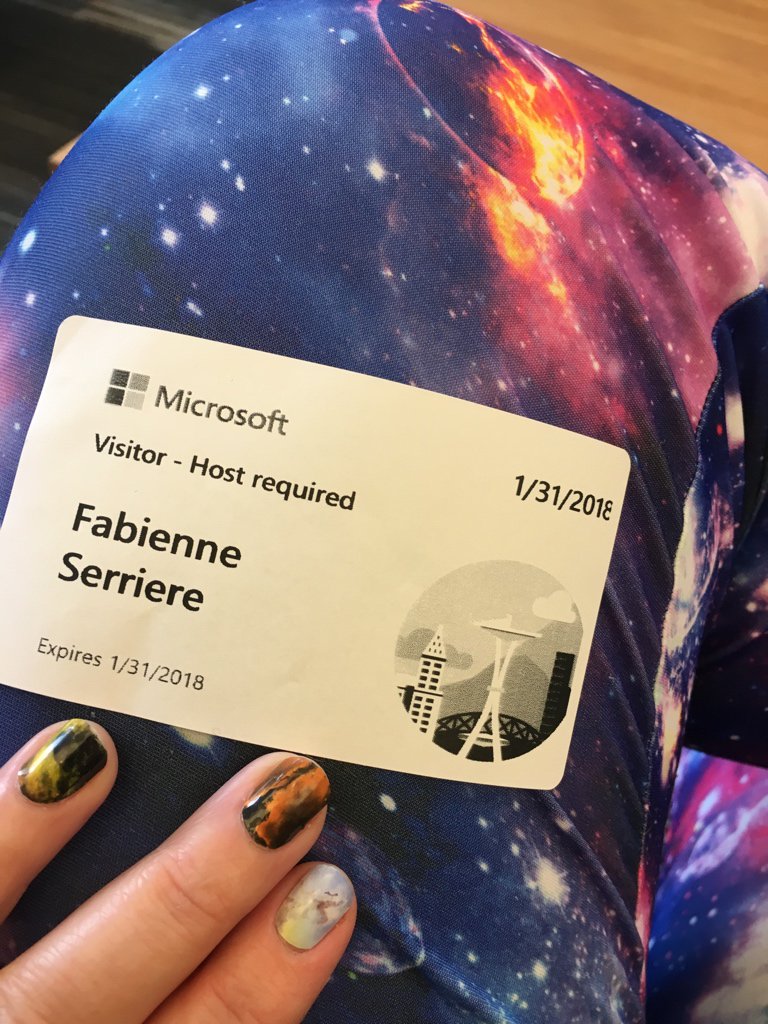 Microsoft
Visitor - Host required
1/31/2018
Fabienne
Serriere
Expires 1/31/2018